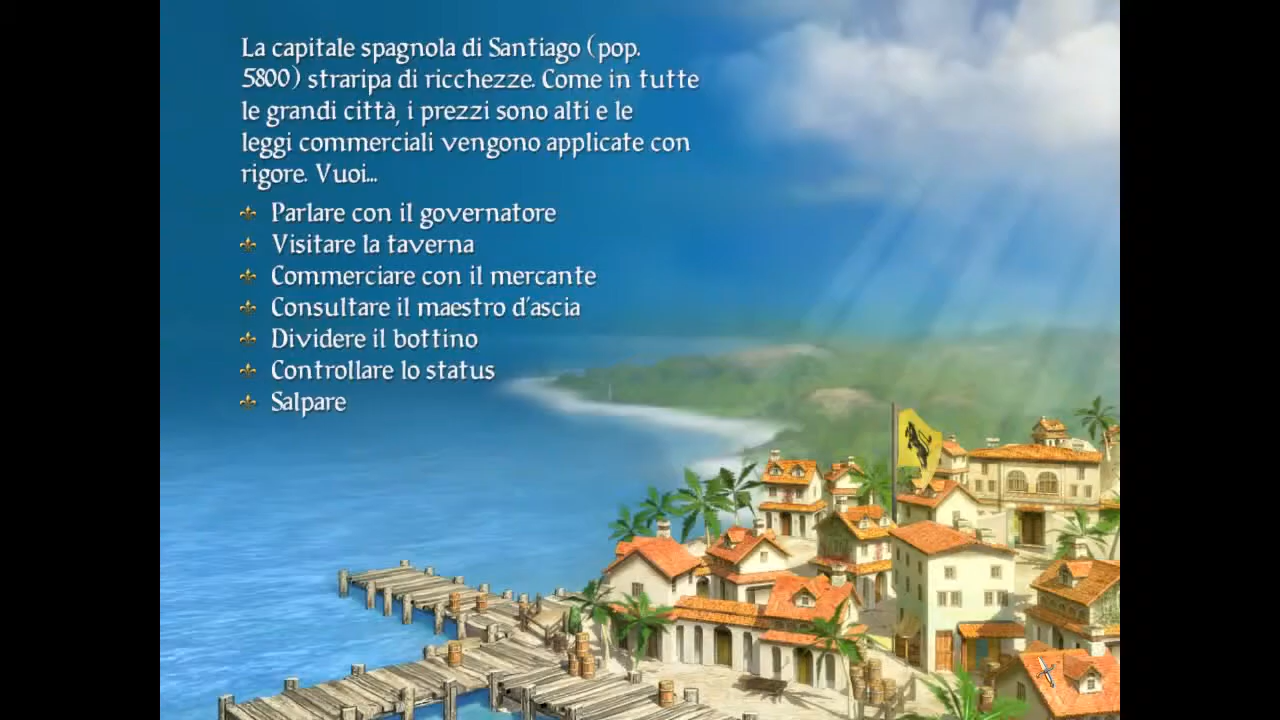 La capitale spagnola di Santiago (pop.
5800) straripa di ricchezze. Come in tutte
le grandi città, i prezzi sono alti e le
leggi commerciali vengono applicate con
rigore. Vuoi...
Parlare con il governatore
Visitare la taverna
Commerciare con il mercante
Consultare il maestro d'ascia
Dividere il bottino
Controllare lo status
Salpare